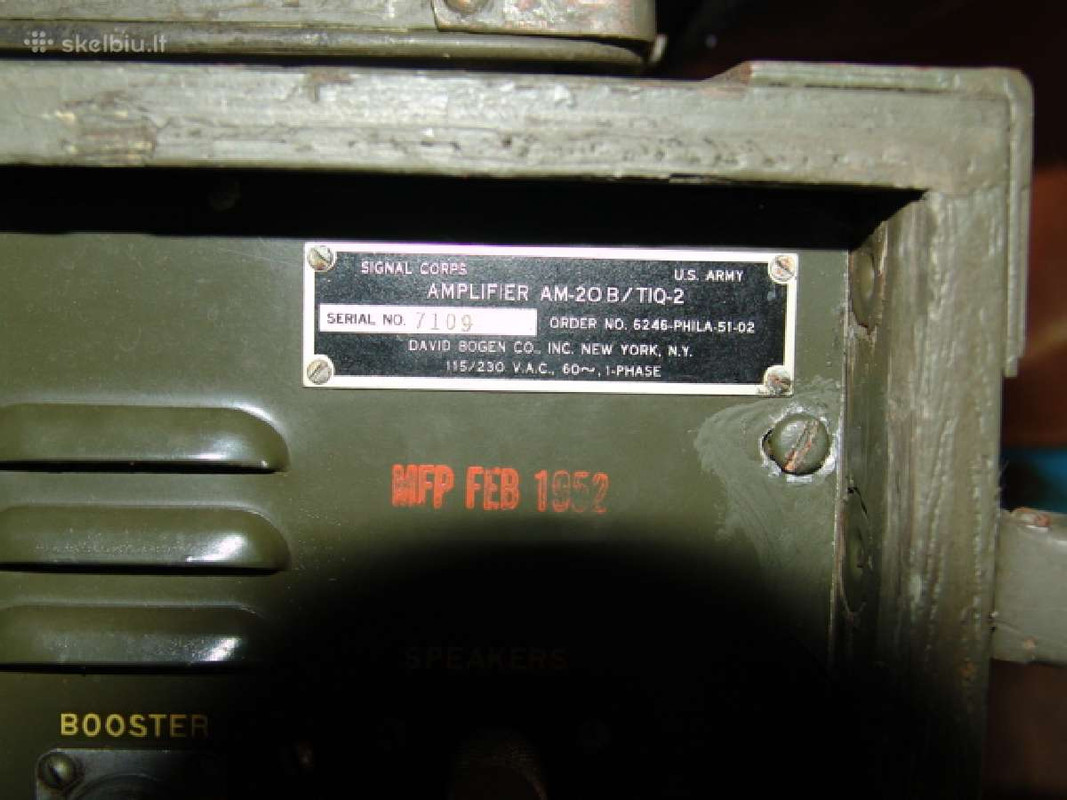 skelbiu.lt
SIGNAL CORPS U.S. ARMY
AMPLIFIER AM-20B/TIQ-2
SERIAL NO. 7109 ORDER NO. 6246-PHILA-51-02
DAVID BOGEN CO., INC. NEW YORK, N.Y.
115/230 V.A.C., 60~, 1-PHASE
MFP FEB 1952
SPEAKERS
BOOSTER